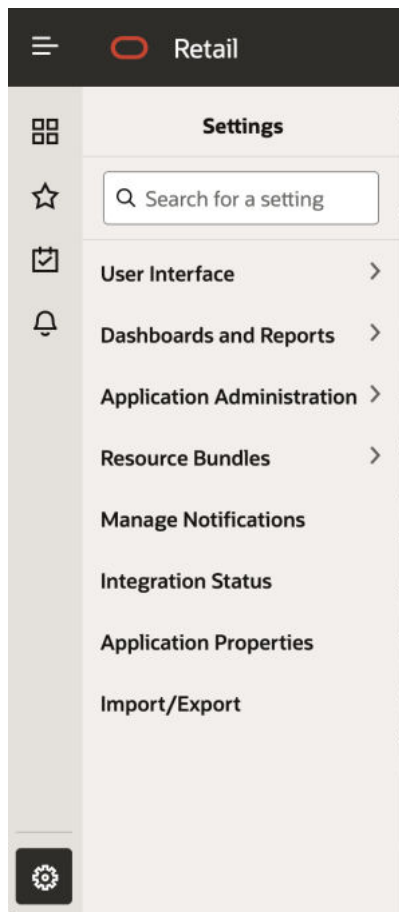 Retail
Settings
Search for a setting
User Interface
Dashboards and Reports
Application Administration
Resource Bundles
Manage Notifications
Integration Status
Application Properties
Import/Export